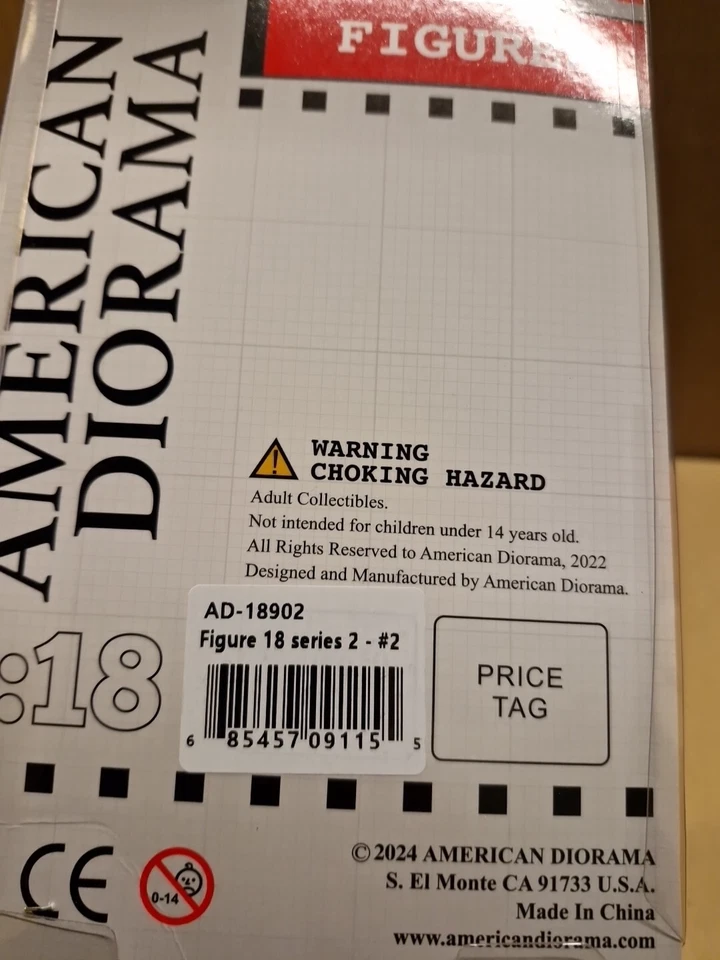 FIGURE
AMERICAN
DIORAMA
:18
WARNING
CHOKING HAZARD
Adult Collectibles.
Not intended for children under 14 years old.
All Rights Reserved to American Diorama, 2022
Designed and Manufactured by American Diorama.
AD-18902
Figure 18 series 2 - #2
6 85457 09115 5
PRICE
TAG
CE
0-14
© 2024 AMERICAN DIORAMA
S. El Monte CA 91733 U.S.A.
Made In China
www.americandiorama.com